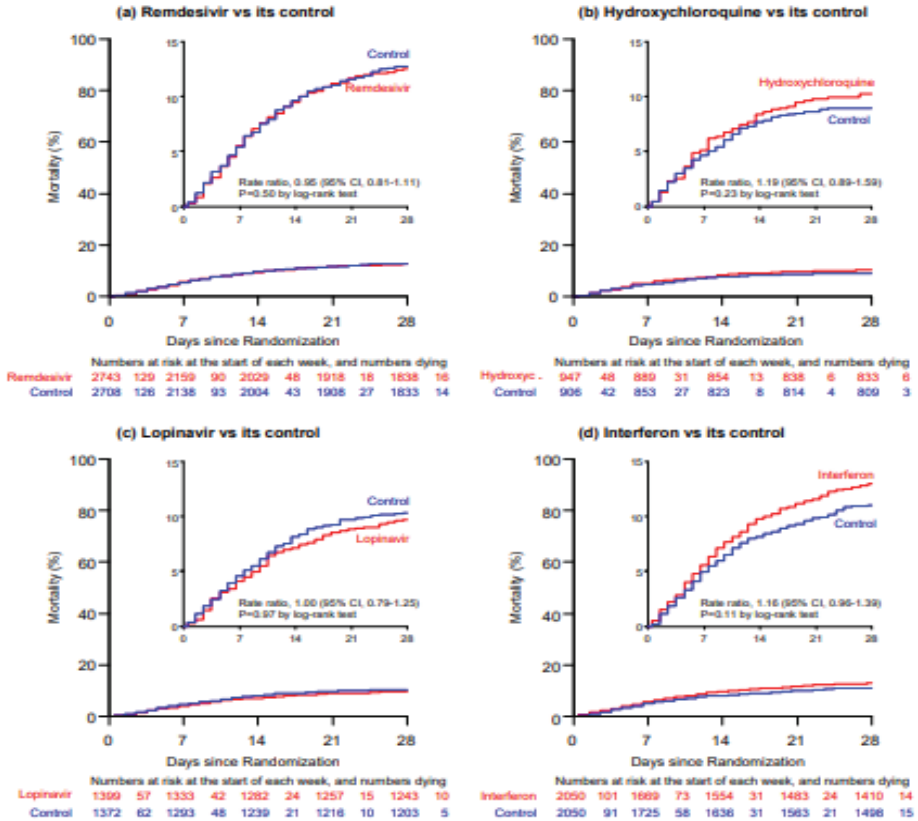 (a) Remdesivir vs its control
100
80
60
40
20
0
Mortality (%)
15
10
5
0
Control
Remdesivir
Rate ratio, 0.95 (95% CI, 0.81-1.11)
P=0.50 by log-rank test
0 7 14 21 28
0 7 14 21 28
Days since Randomization
Numbers at risk at the start of each week, and numbers dying
Remdesivir 2743 129 2159 90 2029 48 1918 18 1838 16
Control 2708 126 2138 93 2004 43 1908 27 1833 14
(b) Hydroxychloroquine vs its control
100
80
60
40
20
0
Mortality (%)
15
10
5
0
Hydroxychloroquine
Control
Rate ratio, 1.19 (95% CI, 0.89-1.59)
P=0.23 by log-rank test
0 7 14 21 28
0 7 14 21 28
Days since Randomization
Numbers at risk at the start of each week, and numbers dying
Hydroxyc . 947 48 889 31 854 13 838 6 833 6
Control 906 42 853 27 823 8 814 4 809 3
(c) Lopinavir vs its control
100
80
60
40
20
0
Mortality (%)
15
10
5
0
Control
Lopinavir
Rate ratio, 1.00 (95% CI, 0.79-1.25)
P=0.97 by log-rank test
0 7 14 21 28
0 7 14 21 28
Days since Randomization
Numbers at risk at the start of each week, and numbers dying
Lopinavir 1399 57 1333 42 1282 24 1257 15 1243 10
Control 1372 62 1293 48 1239 21 1216 10 1203 5
(d) Interferon vs its control
100
80
60
40
20
0
Mortality (%)
15
10
5
0
Interferon
Control
Rate ratio, 1.16 (95% CI, 0.96-1.39)
P=0.11 by log-rank test
0 7 14 21 28
0 7 14 21 28
Days since Randomization
Numbers at risk at the start of each week, and numbers dying
Interferon 2050 101 1669 73 1554 31 1483 24 1410 14
Control 2050 91 1725 58 1636 31 1563 21 1498 15